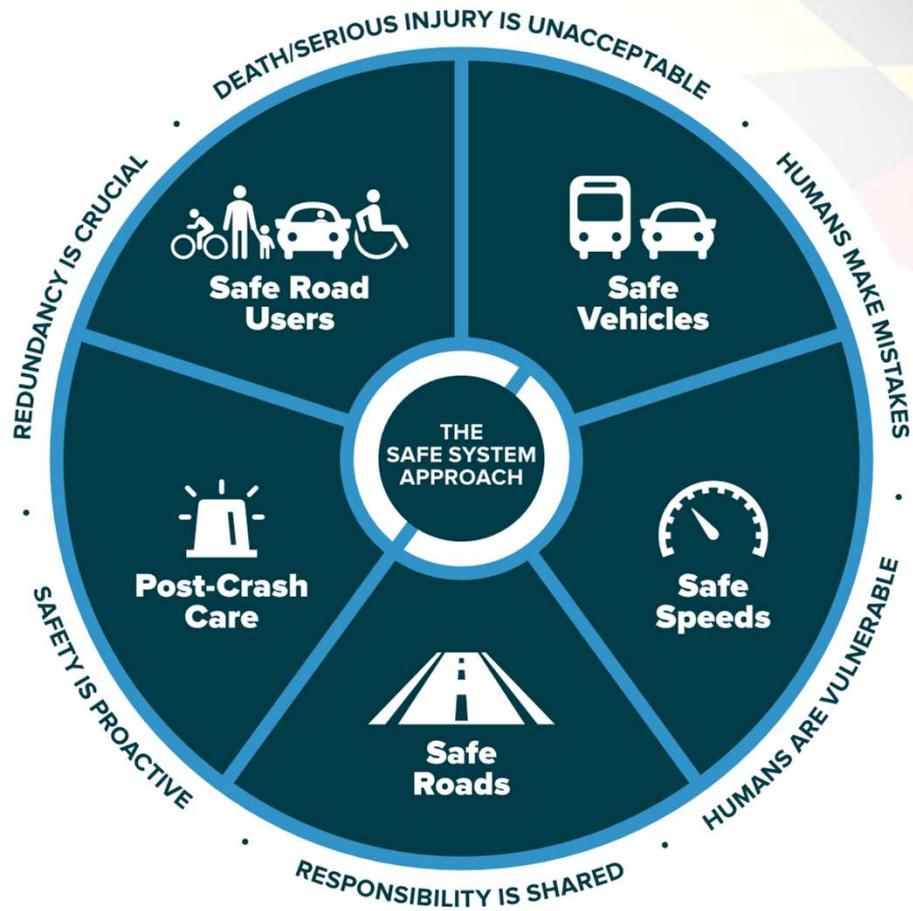 DEATH/SERIOUS INJURY IS UNACCEPTABLE
HUMANS MAKE MISTAKES
HUMANS ARE VULNERABLE
RESPONSIBILITY IS SHARED
SAFETY IS PROACTIVE
REDUNDANCY IS CRUCIAL
Safe Road
Users
Safe
Vehicles
Safe
Speeds
Safe
Roads
Post-Crash
Care
THE
SAFE SYSTEM
APPROACH